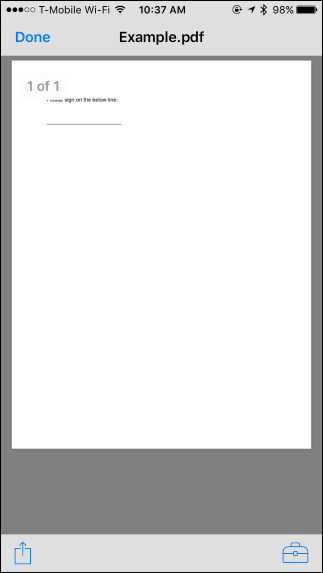 T-Mobile Wi-Fi 10:37 AM 98%
Done Example.pdf
1 of 1
sign on the below line: